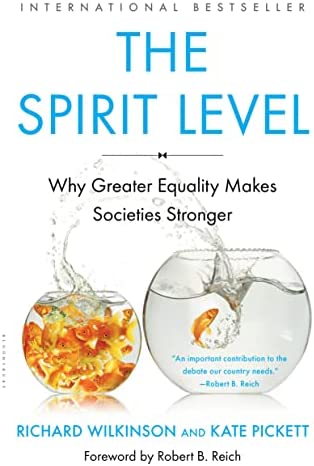 INTERNATIONAL BESTSELLER
THE
SPIRIT LEVEL
Why Greater Equality Makes
Societies Stronger
"An important contribution to the
debate our country needs."
—Robert B. Reich
BLOOMSBURY
RICHARD WILKINSON AND KATE PICKETT
Foreword by Robert B. Reich